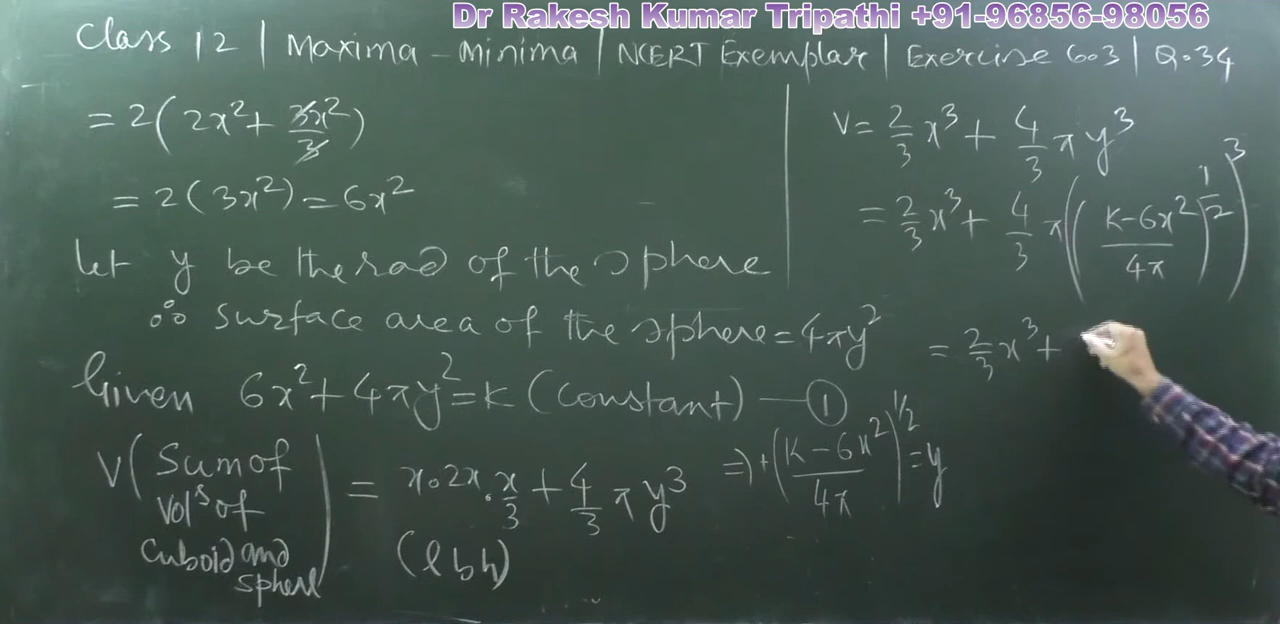 Dr Rakesh Kumar Tripathi +91-96856-98056
Class 12 | Maxima - Minima | NCERT Exemplar | Exercise 6.3 | Q.34
= 2(2x² + 3x²/3)
= 2(3x²) = 6x²
Let y be the rad of the sphere
∴ surface area of the sphere = 4πy²
Given 6x² + 4πy² = K (constant) — ①
V(Sum of vols of cuboid and sphere) = x.2x.x/3 + 4/3 πy³
(l b h)
⇒ +(K-6x²/4π)^1/2 = y
V = 2/3 x³ + 4/3 πy³
= 2/3 x³ + 4/3 π((K-6x²/4π)^1/2)³
= 2/3 x³ +